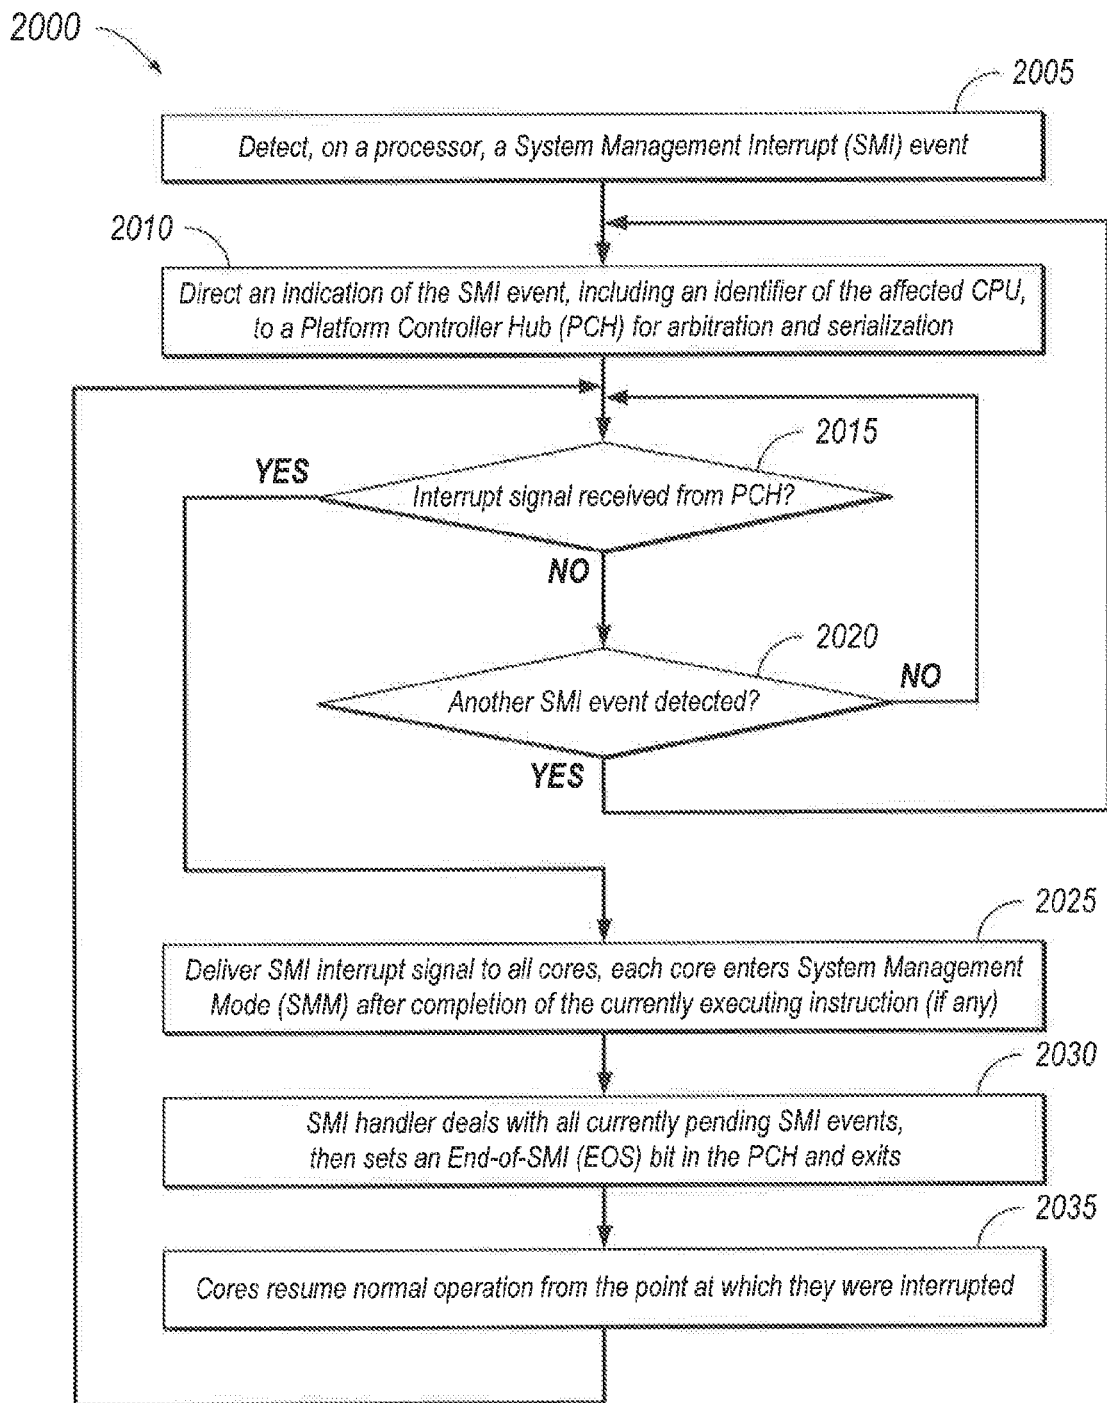 2000
2005
Detect, on a processor, a System Management Interrupt (SMI) event
2010
Direct an indication of the SMI event, including an identifier of the affected CPU,
to a Platform Controller Hub (PCH) for arbitration and serialization
2015
YES
Interrupt signal received from PCH?
NO
2020
NO
Another SMI event detected?
YES
2025
Deliver SMI interrupt signal to all cores, each core enters System Management
Mode (SMM) after completion of the currently executing instruction (if any)
2030
SMI handler deals with all currently pending SMI events,
then sets an End-of-SMI (EOS) bit in the PCH and exits
2035
Cores resume normal operation from the point at which they were interrupted